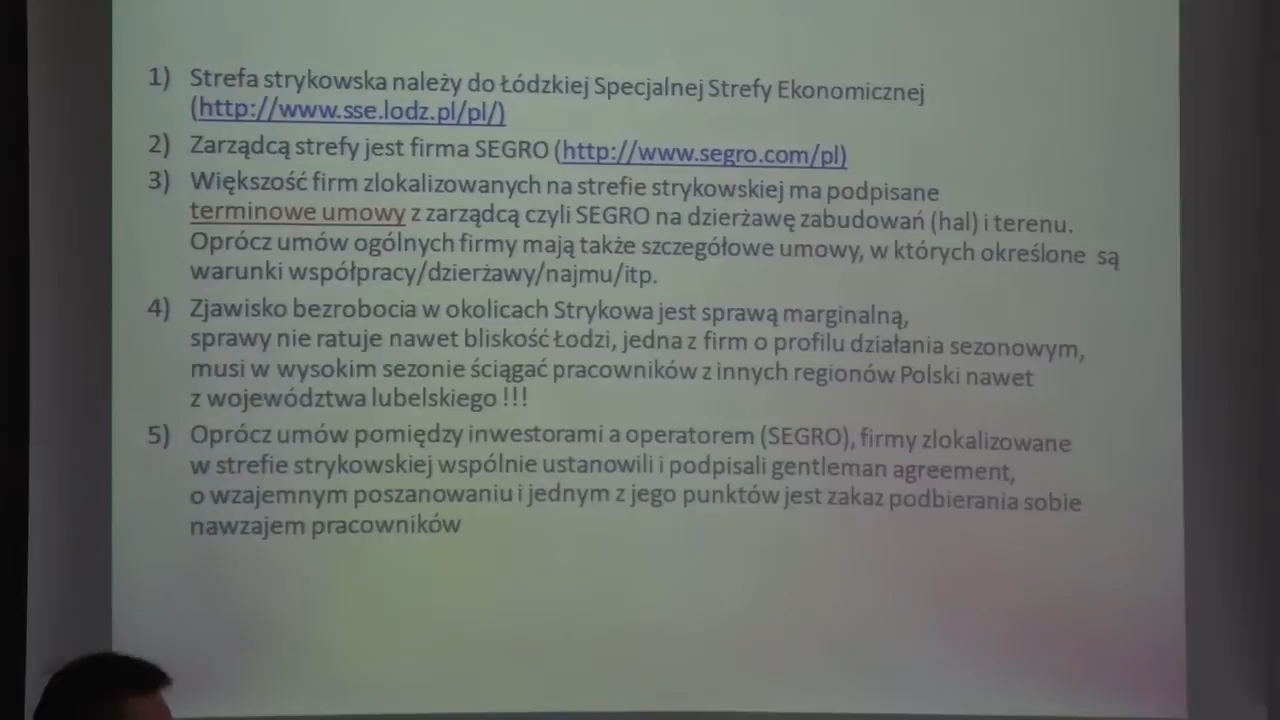 1) Strefa strykowska należy do Łódzkiej Specjalnej Strefy Ekonomicznej
(http://www.sse.lodz.pl/pl/)
2) Zarządcą strefy jest firma SEGRO (http://www.segro.com/pl)
3) Większość firm zlokalizowanych na strefie strykowskiej ma podpisane
terminowe umowy z zarządcą czyli SEGRO na dzierżawę zabudowań (hal) i terenu.
Oprócz umów ogólnych firmy mają także szczegółowe umowy, w których określone są
warunki współpracy/dzierżawy/najmu/itp.
4) Zjawisko bezrobocia w okolicach Strykowa jest sprawą marginalną,
sprawy nie ratuje nawet bliskość Łodzi, jedna z firm o profilu działania sezonowym,
musi w wysokim sezonie ściągać pracowników z innych regionów Polski nawet
z województwa lubelskiego !!!
5) Oprócz umów pomiędzy inwestorami a operatorem (SEGRO), firmy zlokalizowane
w strefie strykowskiej wspólnie ustanowili i podpisali gentleman agreement,
o wzajemnym poszanowaniu i jednym z jego punktów jest zakaz podbierania sobie
nawzajem pracowników